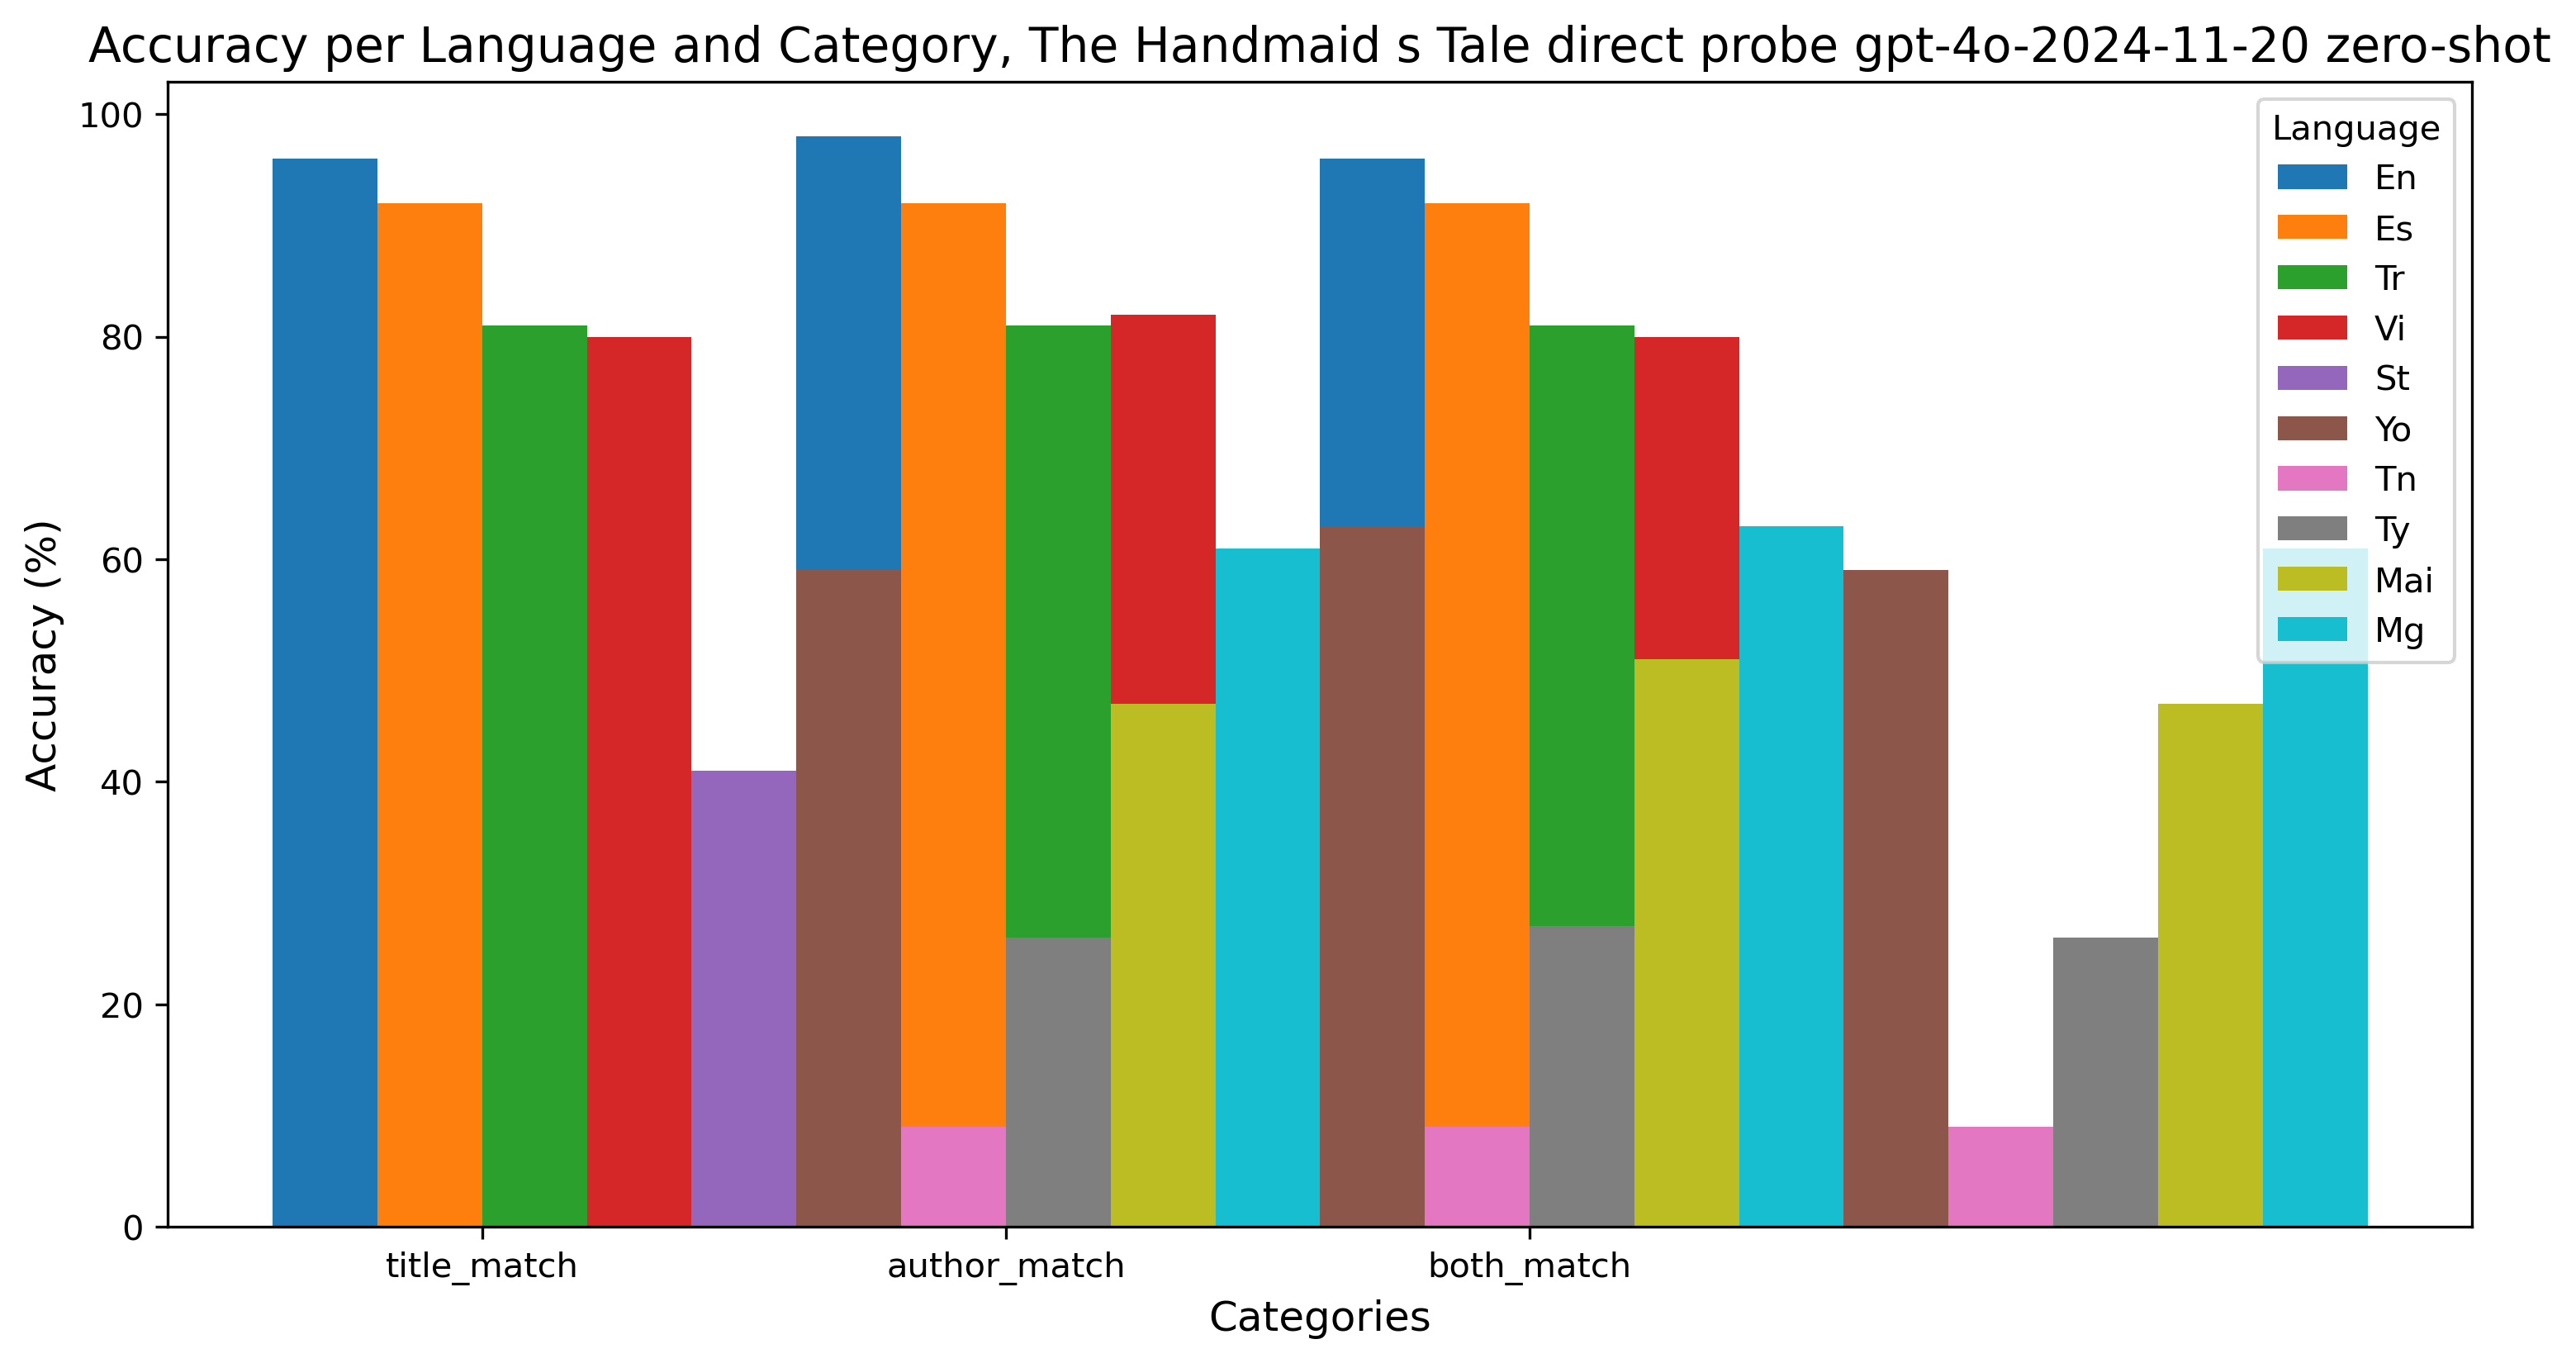 Accuracy per Language and Category, The Handmaid s Tale direct probe gpt-4o-2024-11-20 zero-shot
Accuracy (%)
100
80
60
40
20
0
Language
En
Es
Tr
Vi
St
Yo
Tn
Ty
Mai
Mg
title_match author_match both_match
Categories